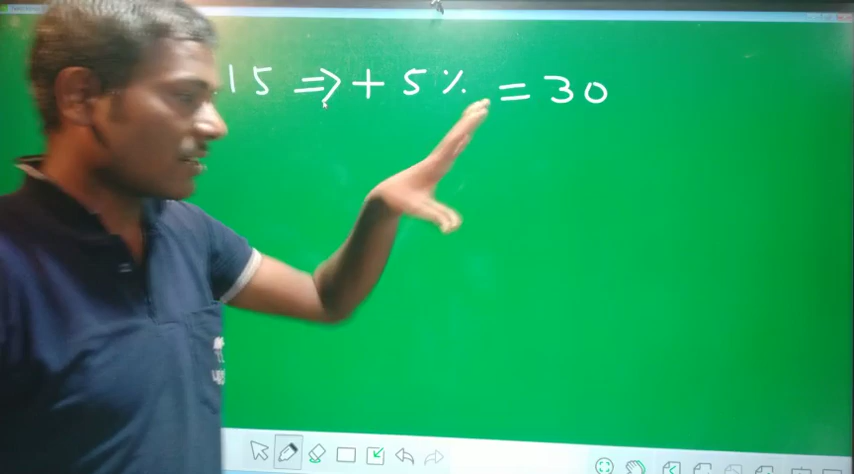 15 ⇒ + 5 % = 30